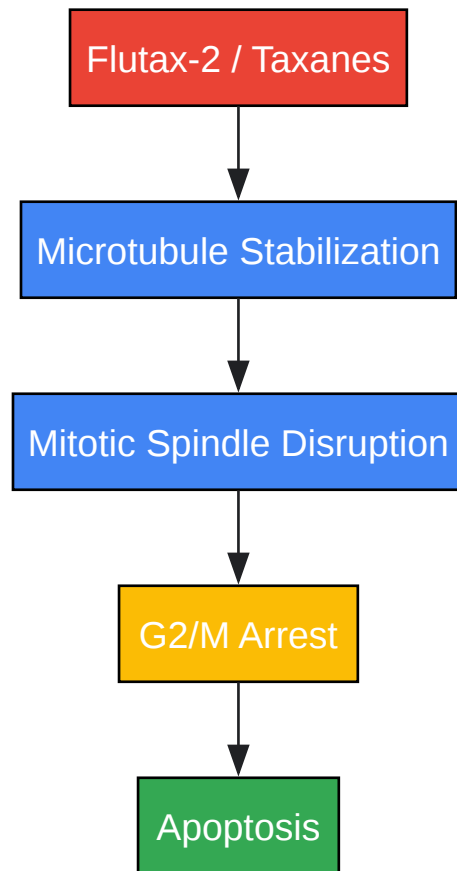 Flutax-2 / Taxanes
Microtubule Stabilization
Mitotic Spindle Disruption
G2/M Arrest
Apoptosis